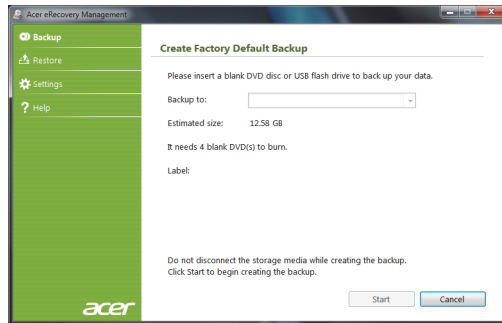 Acer eRecovery Management
Backup
Restore
Settings
Help
acer
Create Factory Default Backup
Please insert a blank DVD disc or USB flash drive to back up your data.
Backup to:
Estimated size: 12.58 GB
It needs 4 blank DVD(s) to burn.
Label:
Do not disconnect the storage media while creating the backup.
Click Start to begin creating the backup.
Start Cancel